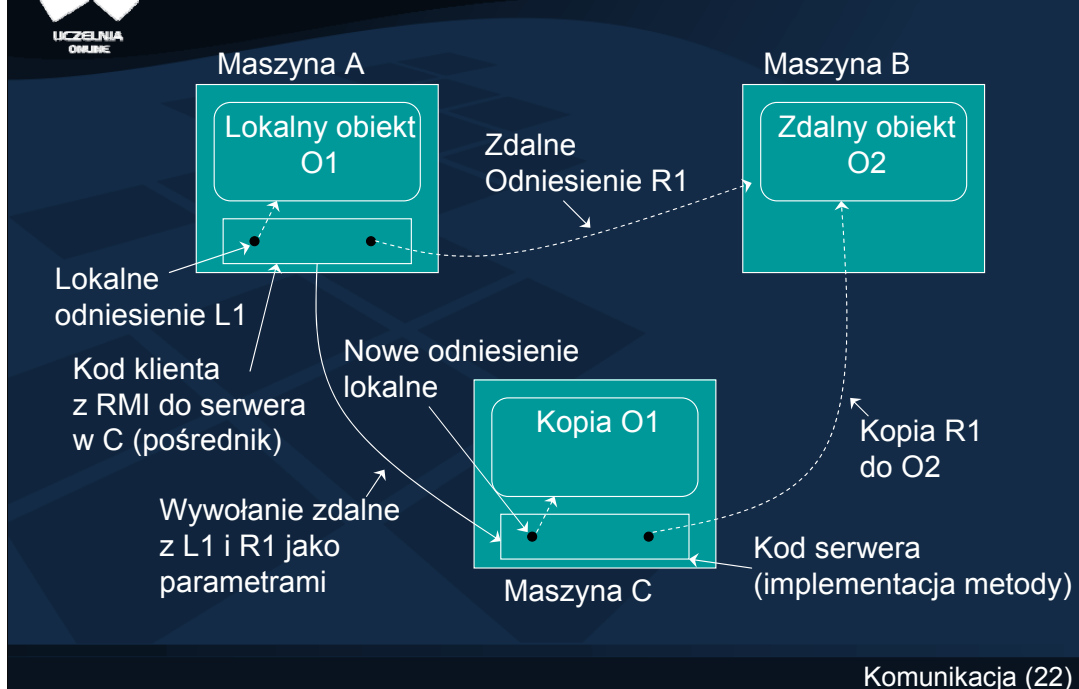 UCZELNIA
ONLINE
Maszyna A
Maszyna B
Lokalny obiekt
O1
Zdalne
Odniesienie R1
Zdalny obiekt
O2
Lokalne
odniesienie L1
Kod klienta
z RMI do serwera
w C (pośrednik)
Nowe odniesienie
lokalne
Kopia O1
Kopia R1
do O2
Wywołanie zdalne
z L1 i R1 jako
parametrami
Kod serwera
(implementacja metody)
Maszyna C
Komunikacja (22)